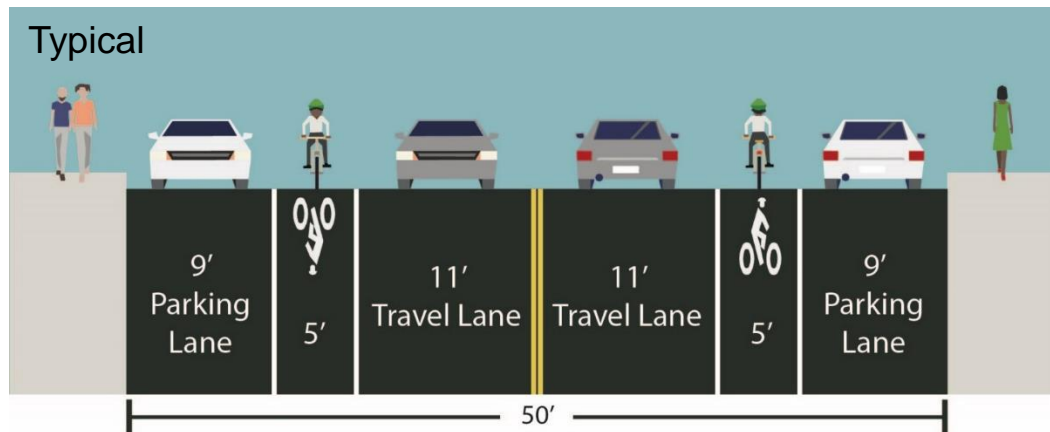 Typical
9’
Parking
Lane
5’
11’
Travel Lane
11’
Travel Lane
5’
9’
Parking
Lane
50’